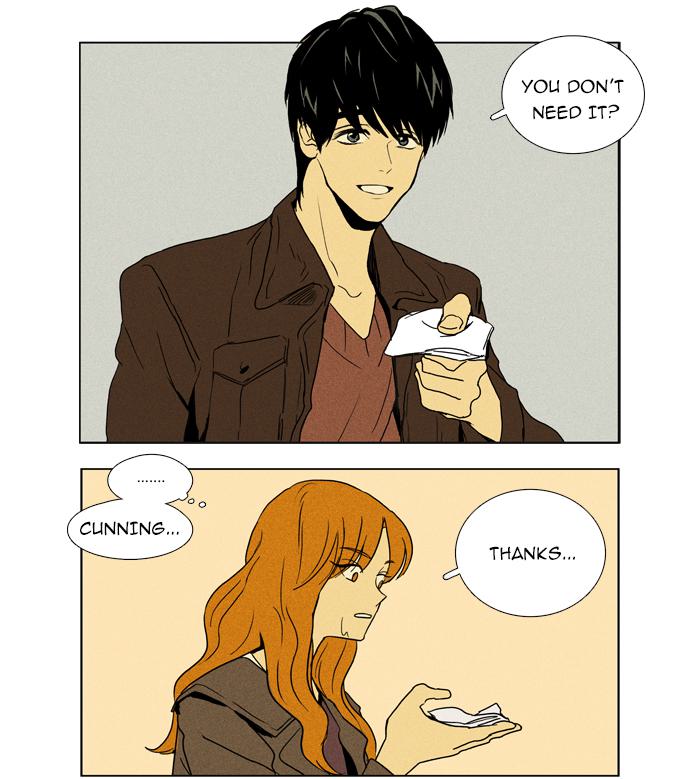 YOU DON'T
NEED IT?
.......
CUNNING...
THANKS...